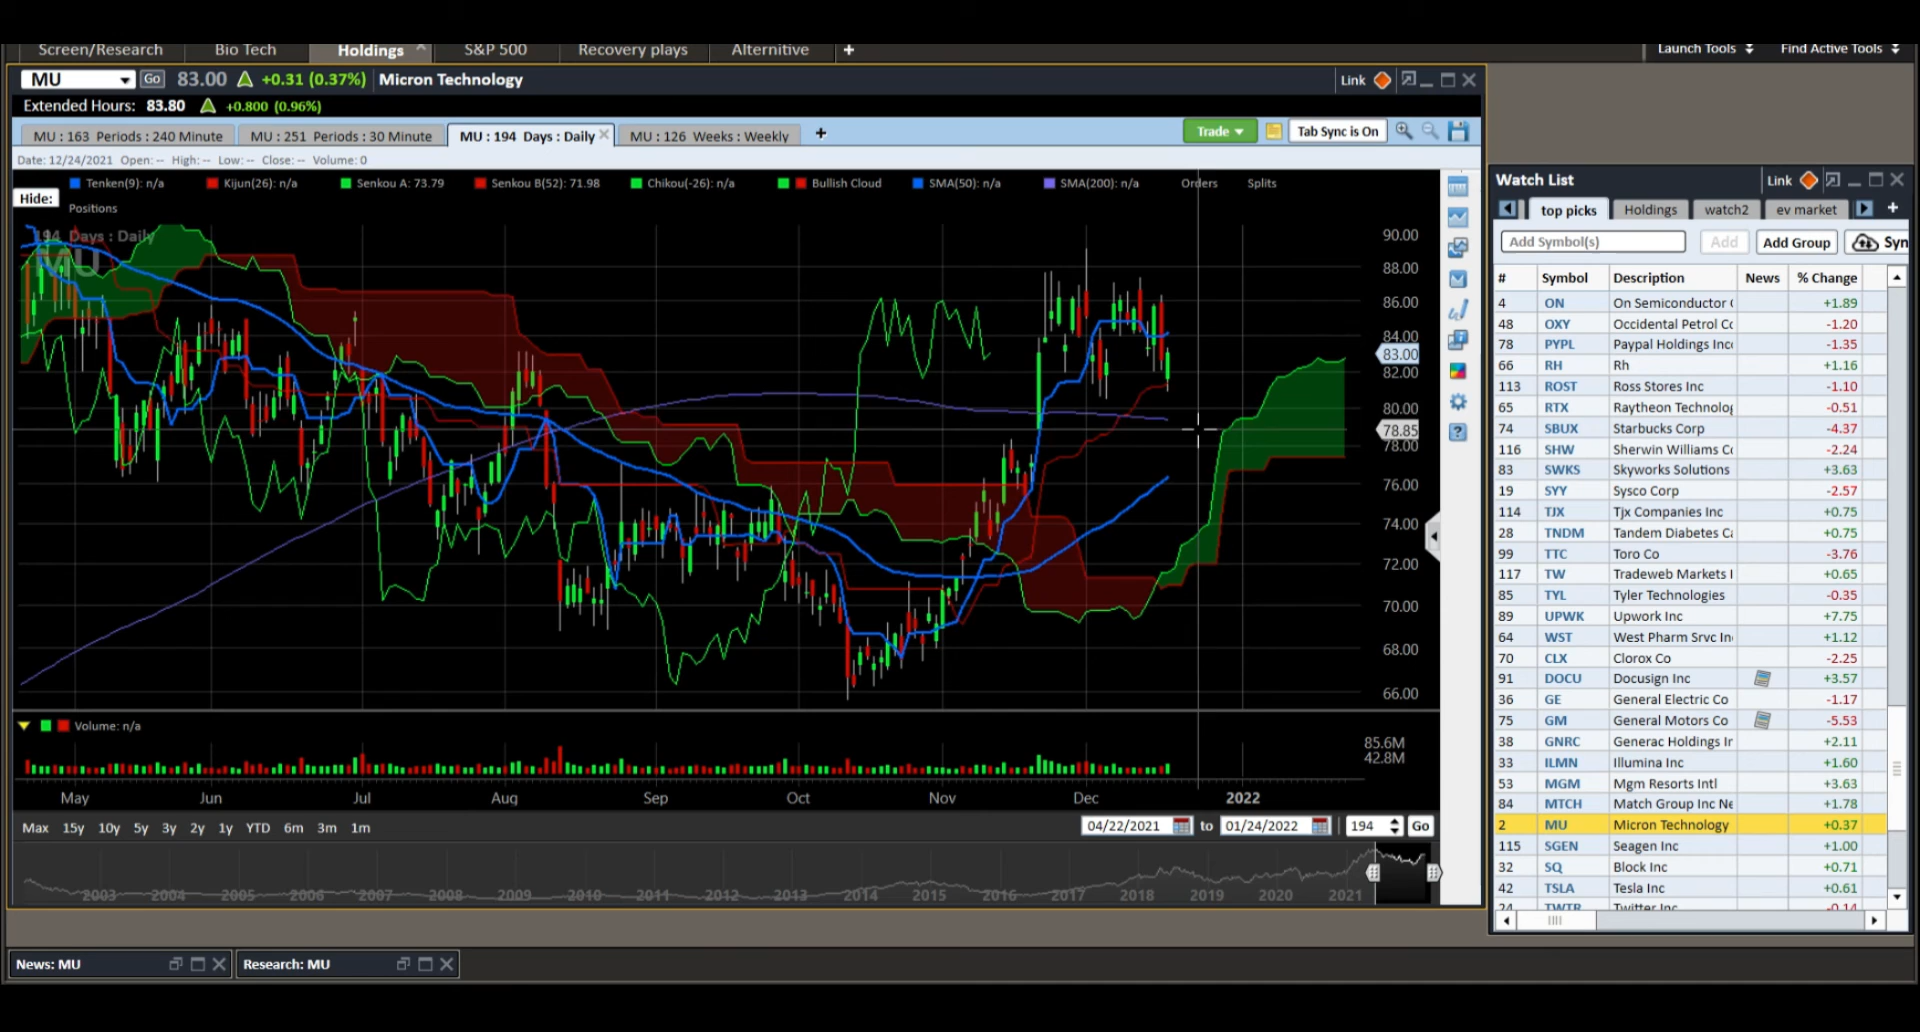 Screen/Research Bio Tech Holdings S&P 500 Recovery plays Alternitive + Launch Tools Find Active Tools
MU Go 83.00 +0.31 (0.37%) Micron Technology Link
Extended Hours: 83.80 +0.800 (0.96%)
MU : 163 Periods : 240 Minute MU : 251 Periods : 30 Minute MU : 194 Days : Daily MU : 126 Weeks : Weekly + Trade Tab Sync is On
Date: 12/24/2021 Open: -- High: -- Low: -- Close: -- Volume: 0
Hide: Tenken(9): n/a Kijun(26): n/a Senkou A: 73.79 Senkou B(52): 71.98 Chikou(-26): n/a Bullish Cloud SMA(50): n/a SMA(200): n/a Orders Splits
Positions
194 Days : Daily
MU
90.00
88.00
86.00
84.00
83.00
82.00
80.00
78.85
78.00
76.00
74.00
72.00
70.00
68.00
66.00
Volume: n/a
85.6M
42.8M
May Jun Jul Aug Sep Oct Nov Dec 2022
Max 15y 10y 5y 3y 2y 1y YTD 6m 3m 1m 04/22/2021 to 01/24/2022 194 Go
2003 2004 2005 2006 2007 2008 2009 2010 2011 2012 2013 2014 2015 2016 2017 2018 2019 2020 2021
Watch List Link
top picks Holdings watch2 ev market +
Add Symbol(s) Add Add Group Syn
# Symbol Description News % Change
4 ON On Semiconductor +1.89
48 OXY Occidental Petrol Co -1.20
78 PYPL Paypal Holdings Inc -1.35
66 RH Rh +1.16
113 ROST Ross Stores Inc -1.10
65 RTX Raytheon Technolog -0.51
74 SBUX Starbucks Corp -4.37
116 SHW Sherwin Williams Co -2.24
83 SWKS Skyworks Solutions +3.63
19 SYY Sysco Corp -2.57
114 TJX Tjx Companies Inc +0.75
28 TNDM Tandem Diabetes Ca +0.75
99 TTC Toro Co -3.76
117 TW Tradeweb Markets I +0.65
85 TYL Tyler Technologies -0.35
89 UPWK Upwork Inc +7.75
64 WST West Pharm Srvc In +1.12
70 CLX Clorox Co -2.25
91 DOCU Docusign Inc +3.57
36 GE General Electric Co -1.17
75 GM General Motors Co -5.53
38 GNRC Generac Holdings Ir +2.11
33 ILMN Illumina Inc +1.60
53 MGM Mgm Resorts Intl +3.63
84 MTCH Match Group Inc Ne +1.78
2 MU Micron Technology +0.37
115 SGEN Seagen Inc +1.00
32 SQ Block Inc +0.71
42 TSLA Tesla Inc +0.61
24 TWTR Twitter Inc -0.14
News: MU Research: MU